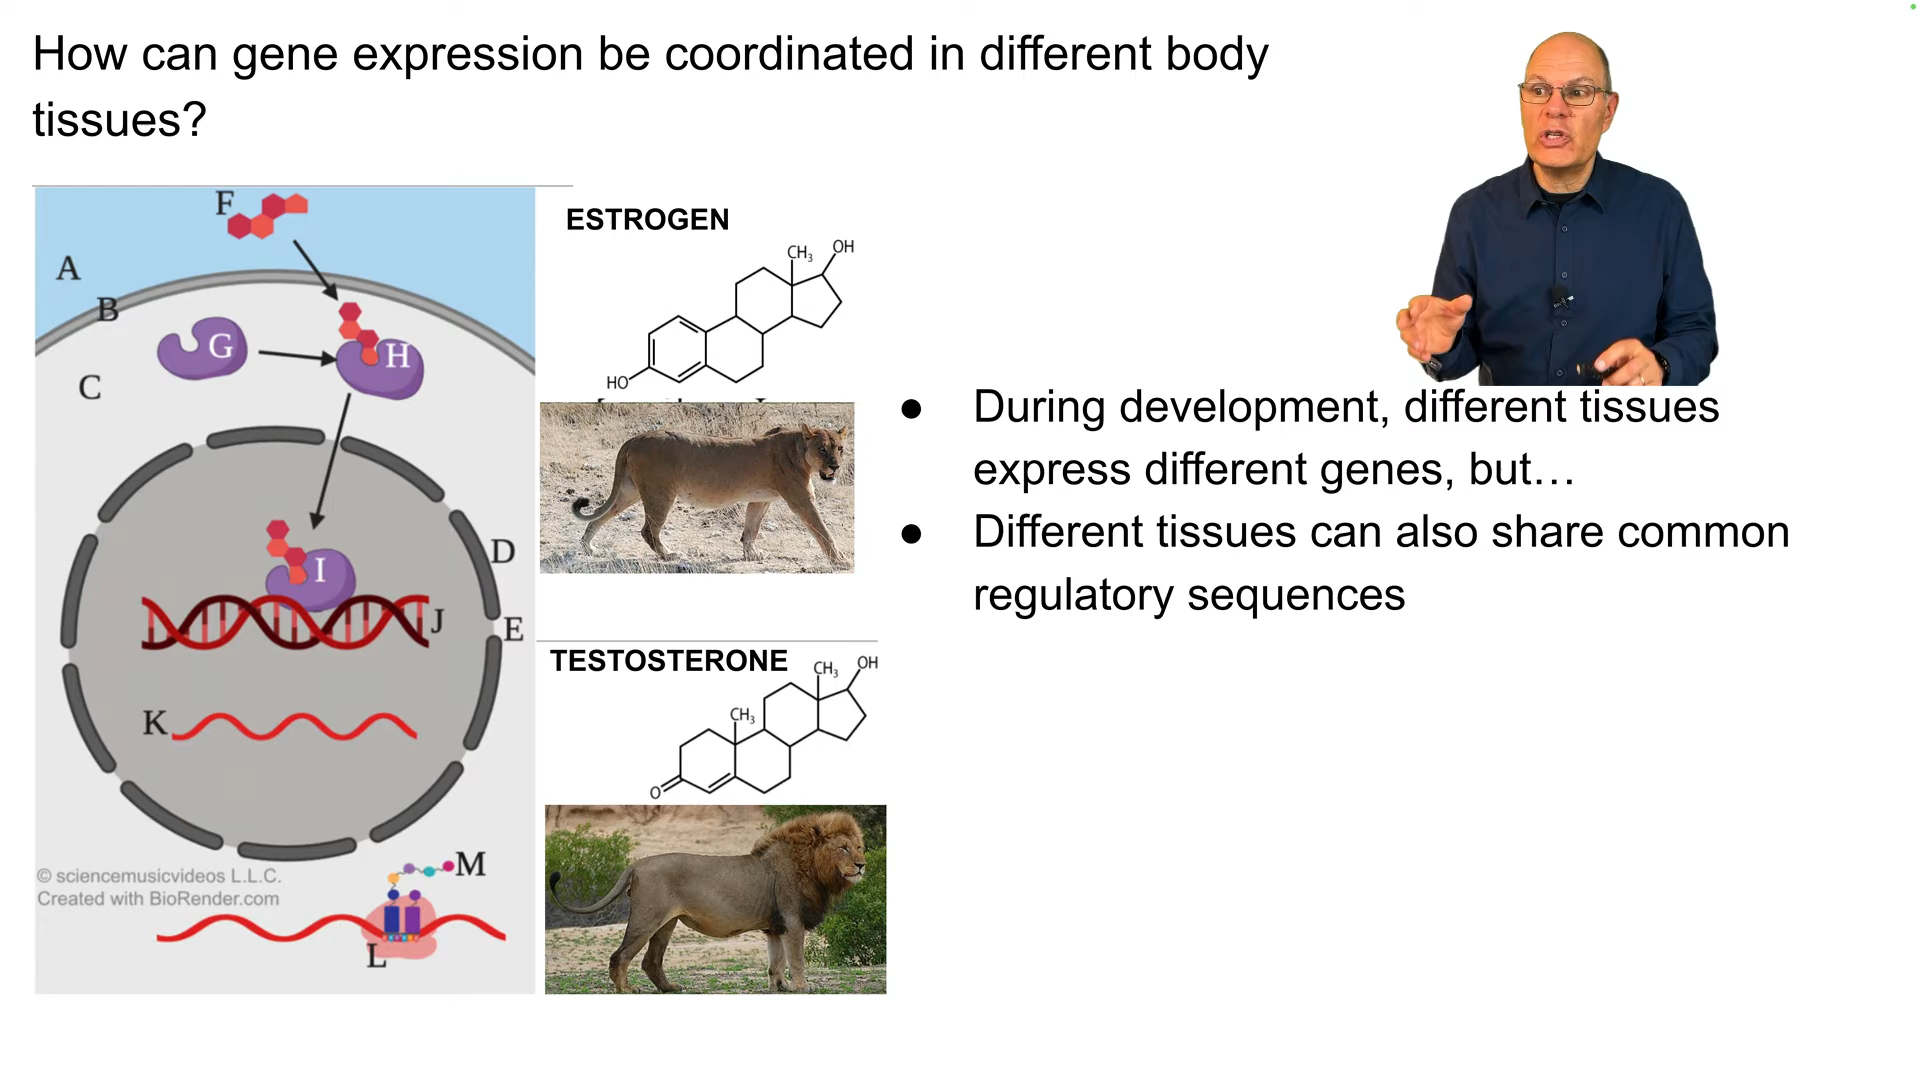 How can gene expression be coordinated in different body
tissues?
F
A
B
G
H
C
D
I
J
E
K
© sciencemusicvideos L.L.C.
Created with BioRender.com
M
L
ESTROGEN
CH3
OH
HO
TESTOSTERONE
CH3
OH
CH3
O
● During development, different tissues
express different genes, but…
● Different tissues can also share common
regulatory sequences